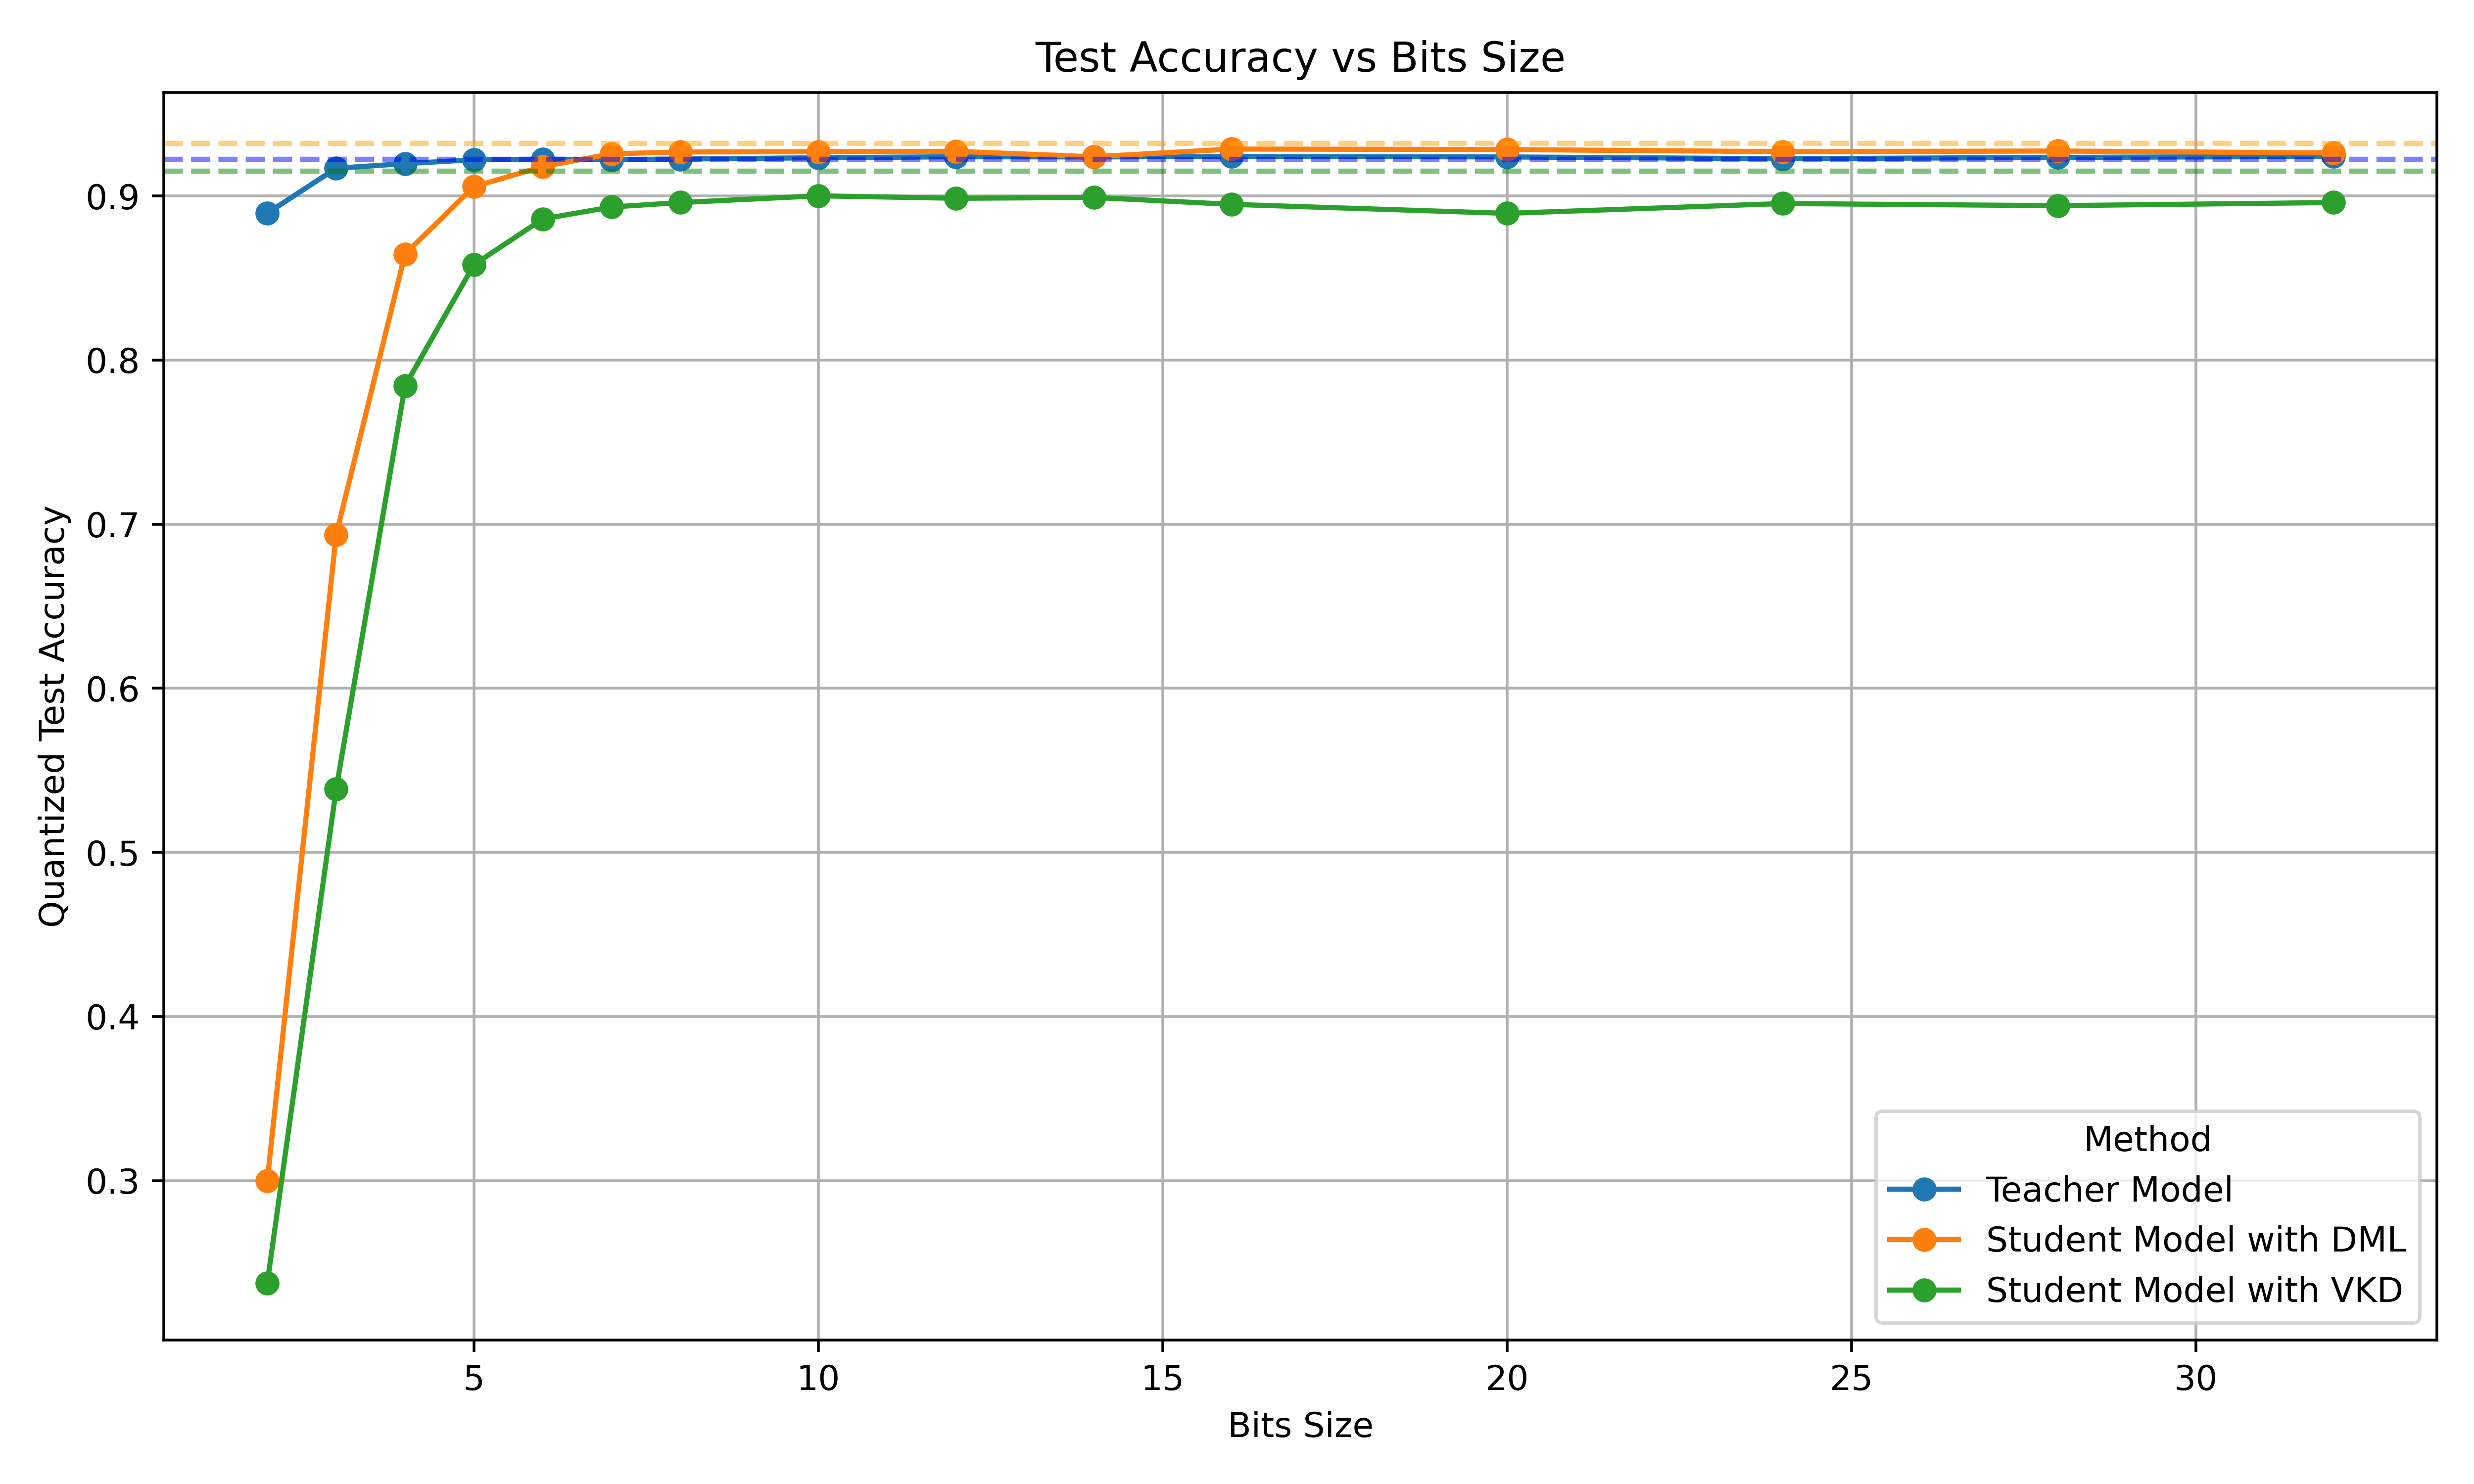 Test Accuracy vs Bits Size
Quantized Test Accuracy
0.9
0.8
0.7
0.6
0.5
0.4
0.3
5 10 15 20 25 30
Bits Size
Method
Teacher Model
Student Model with DML
Student Model with VKD